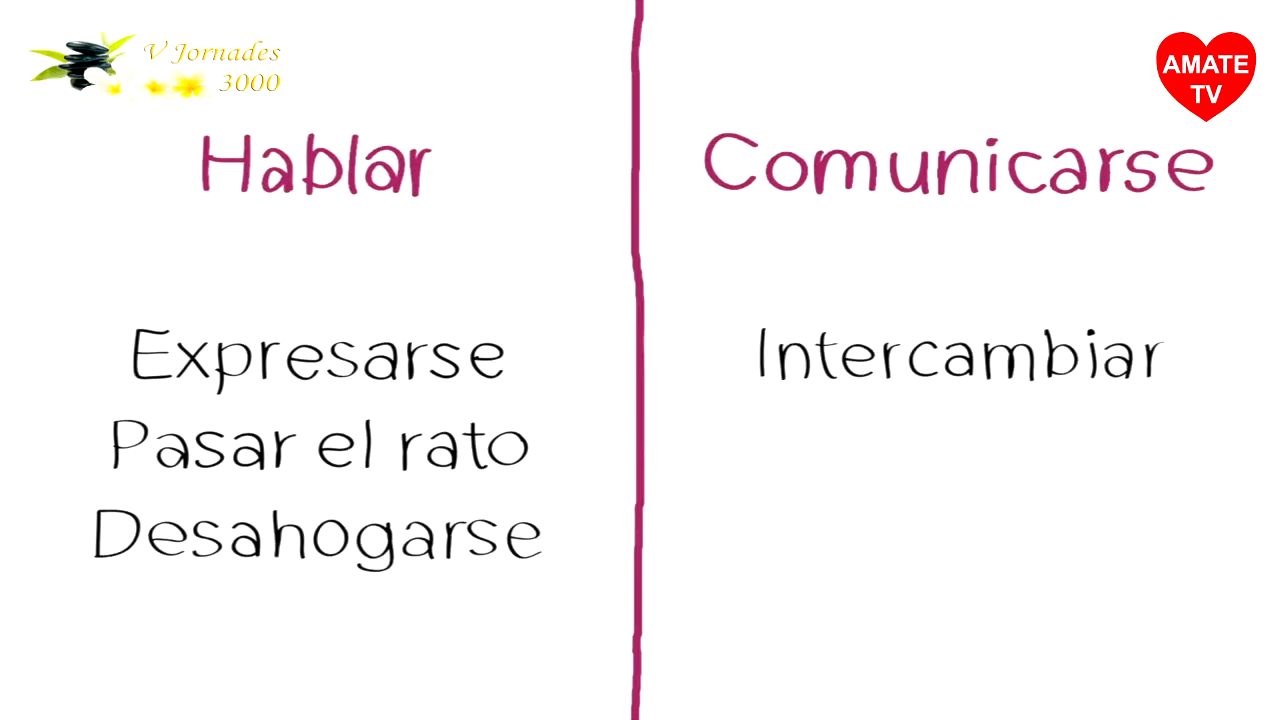 V Jornades
3000
AMATE
TV
Hablar
Expresarse
Pasar el rato
Desahogarse
Comunicarse
Intercambiar